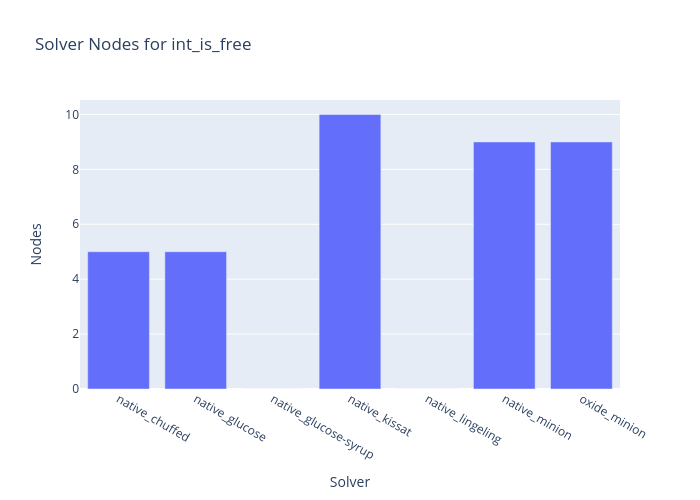 Solver Nodes for int_is_free
Nodes
10
8
6
4
2
0
native_chuffed
native_glucose
native_glucose-syrup
native_kissat
native_lingeling
native_minion
oxide_minion
Solver